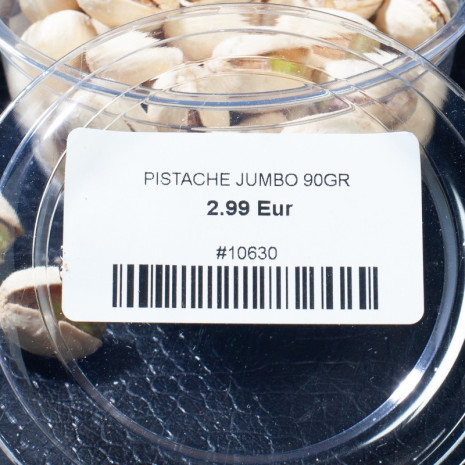 PISTACHE JUMBO 90GR
2.99 Eur
#10630